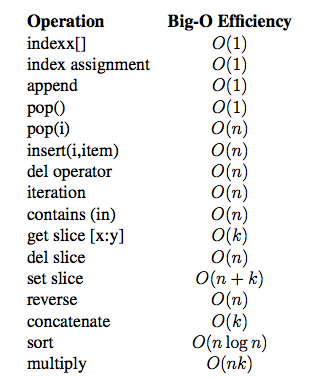 Operation Big-O Efficiency
indexx[] O(1)
index assignment O(1)
append O(1)
pop() O(1)
pop(i) O(n)
insert(i,item) O(n)
del operator O(n)
iteration O(n)
contains (in) O(n)
get slice [x:y] O(k)
del slice O(n)
set slice O(n + k)
reverse O(n)
concatenate O(k)
sort O(n log n)
multiply O(nk)